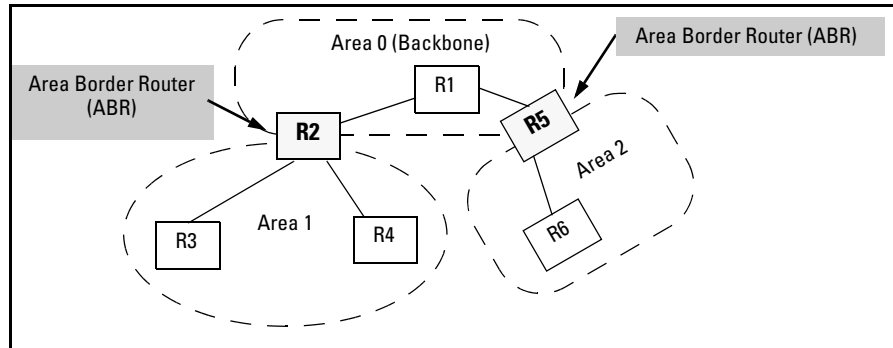 Area 0 (Backbone)
Area Border Router (ABR)
Area Border Router
(ABR)
R1
R2
R5
Area 2
Area 1
R3
R4
R6